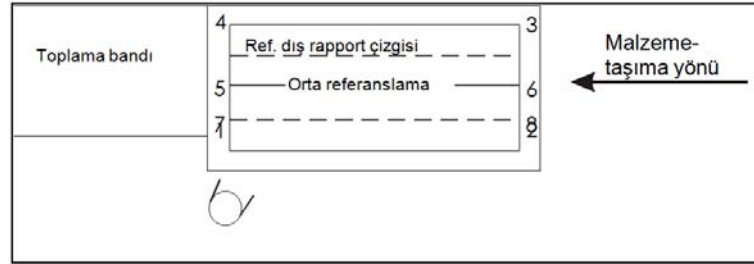 4
3
Toplama bandı
Ref. dış rapport çizgisi
Malzeme-
taşıma yönü
5
Orta referanslama
6
7
8
1
2